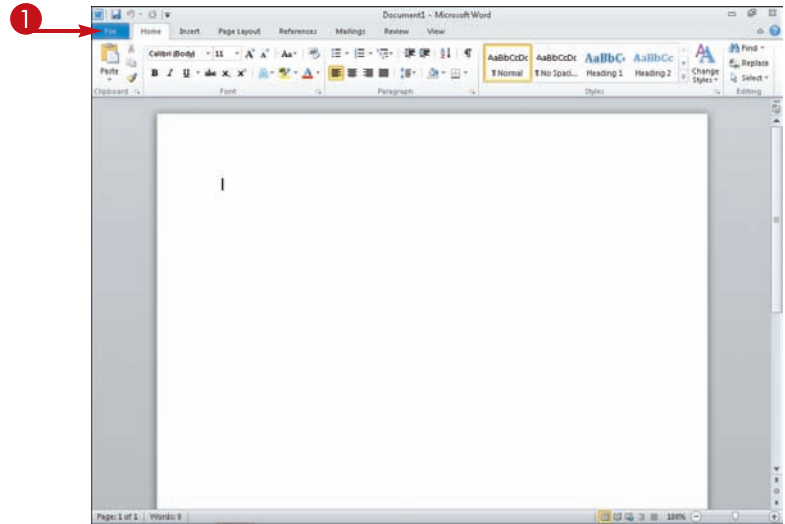 1
Document1 - Microsoft Word
File Home Insert Page Layout References Mailings Review View
Calibri (Body) 11 A A Aa
AaBbCcDc AaBbCcDc AaBbC AaBbCc A
Find
Replace
Select
Paste B I U abc x x A
¶ Normal ¶ No Spaci... Heading 1 Heading 2 Change Styles
Clipboard Font Paragraph Styles Editing
Page: 1 of 1 Words: 0 100%